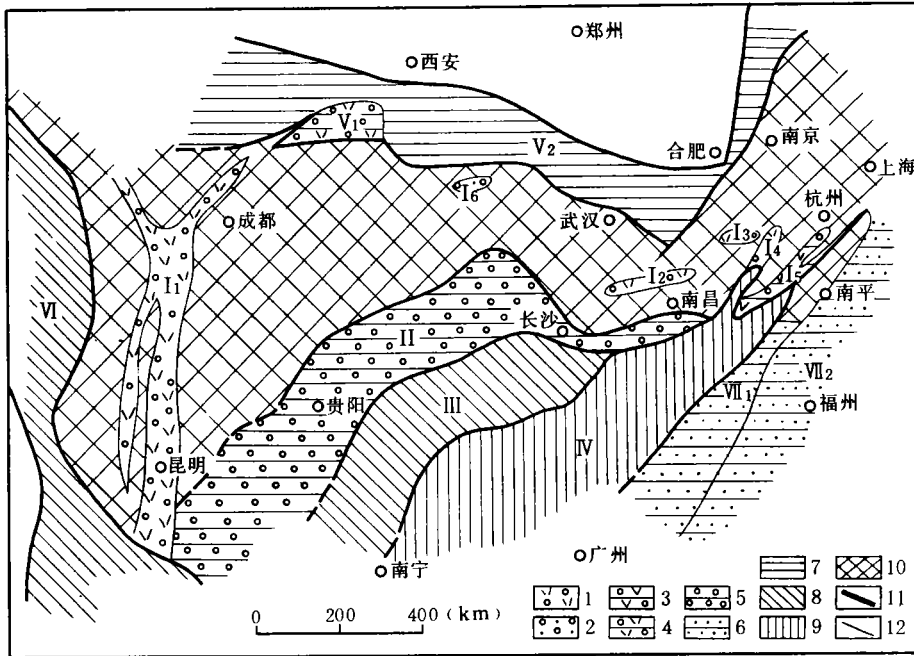 郑州
西安
V₁
V₂
合肥
南京
上海
I₆
成都
武汉
杭州
I₃
I₄
I₁
I₂
I₅
VI
南昌
南平
长沙
II
VII₂
贵阳
III
VII₁
福州
IV
昆明
广州
南宁
7 10
1 3 5 8 11
2 4 6 9 12
0 200 400 (km)